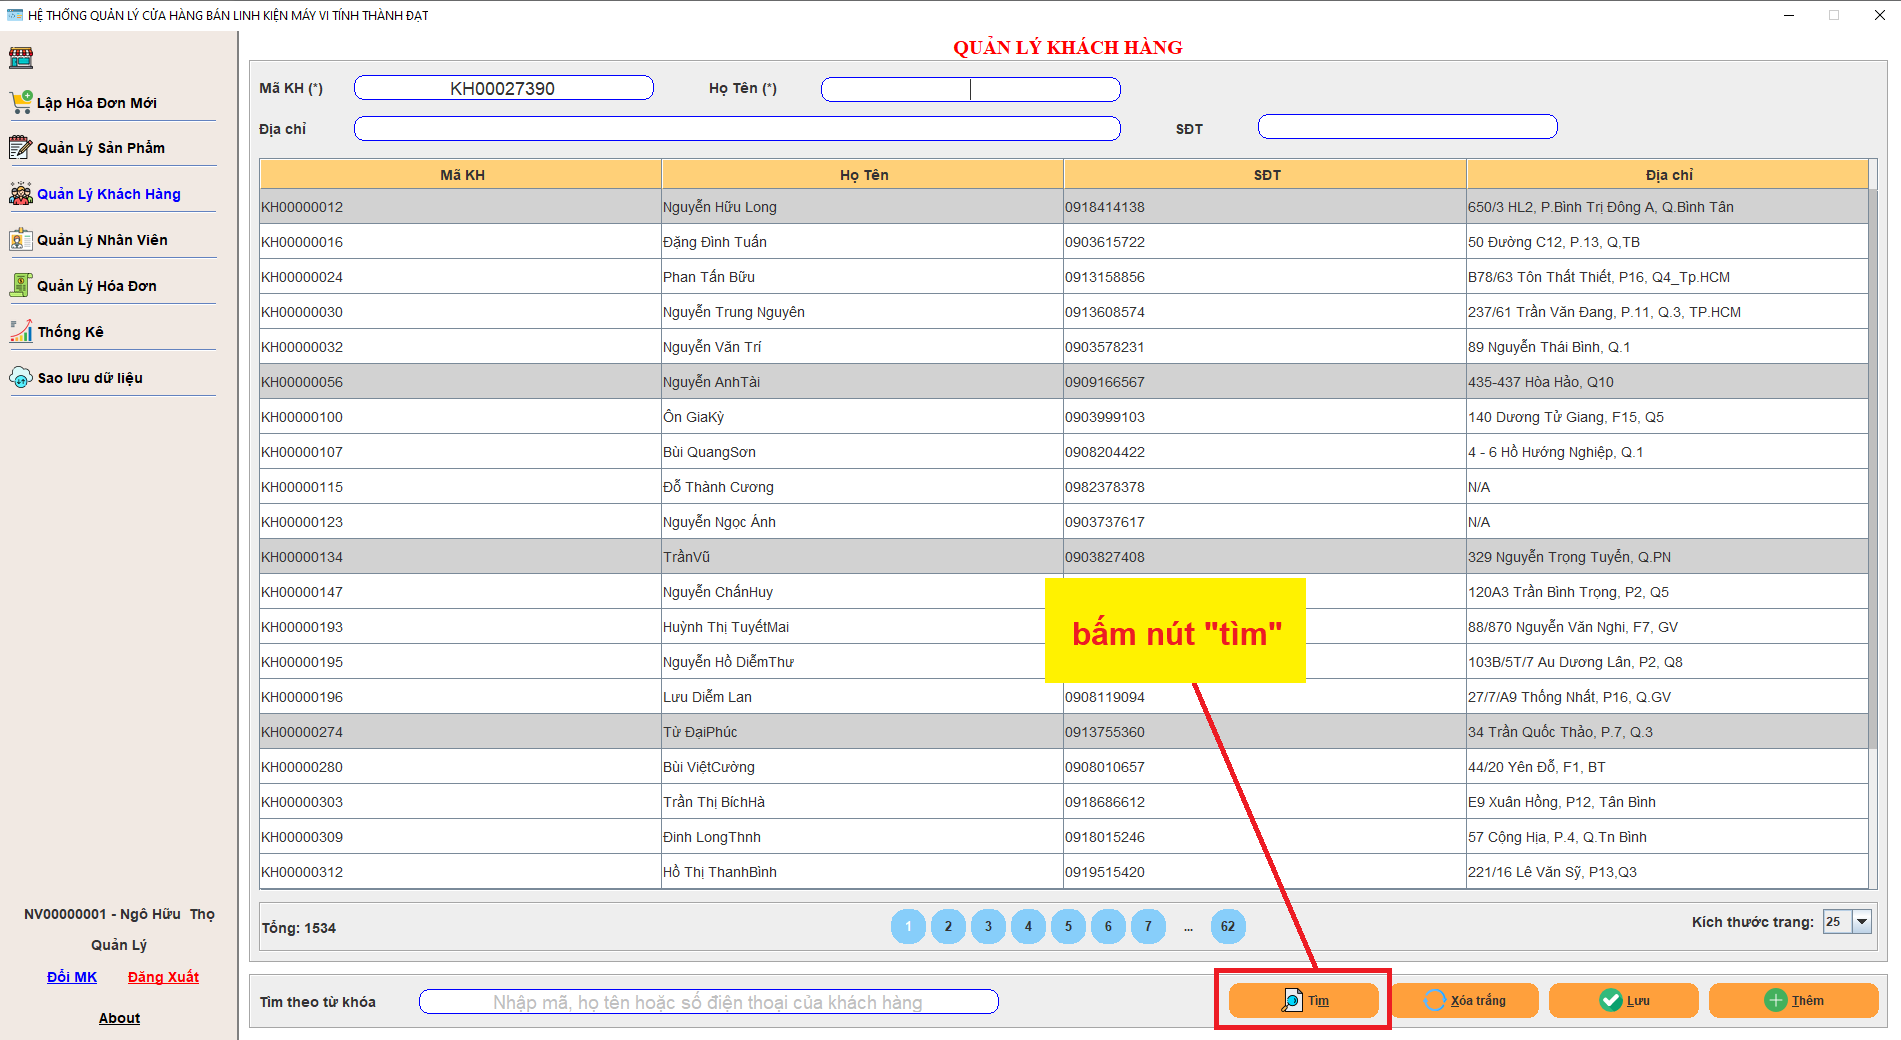 HỆ THỐNG QUẢN LÝ CỬA HÀNG BÁN LINH KIỆN MÁY VI TÍNH THÀNH ĐẠT
Lập Hóa Đơn Mới
Quản Lý Sản Phẩm
Quản Lý Khách Hàng
Quản Lý Nhân Viên
Quản Lý Hóa Đơn
Thống Kê
Sao lưu dữ liệu
NV00000001 - Ngô Hữu Thọ
Quản Lý
Đổi MK Đăng Xuất
About
QUẢN LÝ KHÁCH HÀNG
Mã KH (*) KH00027390 Họ Tên (*)
Địa chỉ SĐT
Mã KH Họ Tên SĐT Địa chỉ
KH00000012 Nguyễn Hữu Long 0918414138 650/3 HL2, P.Bình Trị Đông A, Q.Bình Tân
KH00000016 Đặng Đình Tuấn 0903615722 50 Đường C12, P.13, Q,TB
KH00000024 Phan Tấn Bữu 0913158856 B78/63 Tôn Thất Thiết, P16, Q4_Tp.HCM
KH00000030 Nguyễn Trung Nguyên 0913608574 237/61 Trần Văn Đang, P.11, Q.3, TP.HCM
KH00000032 Nguyễn Văn Trí 0903578231 89 Nguyễn Thái Bình, Q.1
KH00000056 Nguyễn AnhTài 0909166567 435-437 Hòa Hảo, Q10
KH00000100 Ôn GiaKỳ 0903999103 140 Dương Tử Giang, F15, Q5
KH00000107 Bùi QuangSơn 0908204422 4 - 6 Hồ Hướng Nghiệp, Q.1
KH00000115 Đỗ Thành Cương 0982378378 N/A
KH00000123 Nguyễn Ngọc Ánh 0903737617 N/A
KH00000134 TrầnVũ 0903827408 329 Nguyễn Trọng Tuyển, Q.PN
KH00000147 Nguyễn ChấnHuy 120A3 Trần Bình Trọng, P2, Q5
KH00000193 Huỳnh Thị TuyếtMai 88/870 Nguyễn Văn Nghi, F7, GV
KH00000195 Nguyễn Hồ DiễmThư 103B/5T/7 Au Dương Lân, P2, Q8
KH00000196 Lưu Diễm Lan 0908119094 27/7/A9 Thống Nhất, P16, Q.GV
KH00000274 Từ ĐạiPhúc 0913755360 34 Trần Quốc Thảo, P.7, Q.3
KH00000280 Bùi ViệtCường 0908010657 44/20 Yên Đỗ, F1, BT
KH00000303 Trần Thị BíchHà 0918686612 E9 Xuân Hồng, P12, Tân Bình
KH00000309 Đinh LongThnh 0918015246 57 Cộng Hịa, P.4, Q.Tn Bình
KH00000312 Hồ Thị ThanhBình 0919515420 221/16 Lê Văn Sỹ, P13,Q3
bấm nút "tìm"
Tổng: 1534 1 2 3 4 5 6 7 ... 62 Kích thước trang: 25
Tìm theo từ khóa Nhập mã, họ tên hoặc số điện thoại của khách hàng Tìm Xóa trắng Lưu Thêm